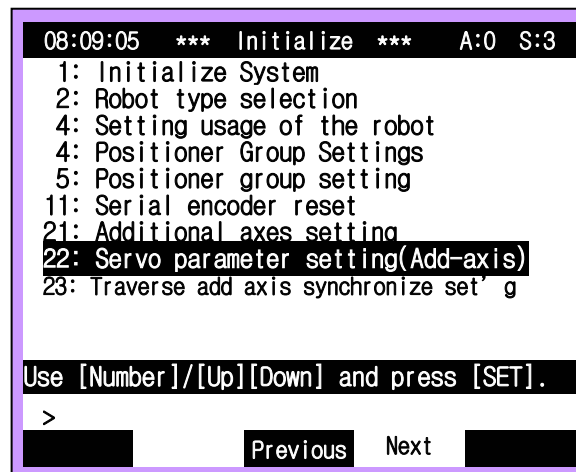 08:09:05 *** Initialize *** A:0 S:3
1: Initialize System
2: Robot type selection
4: Setting usage of the robot
4: Positioner Group Settings
5: Positioner group setting
11: Serial encoder reset
21: Additional axes setting
22: Servo parameter setting(Add-axis)
23: Traverse add axis synchronize set’ g
Use [Number]/[Up][Down] and press [SET].
>
Previous Next